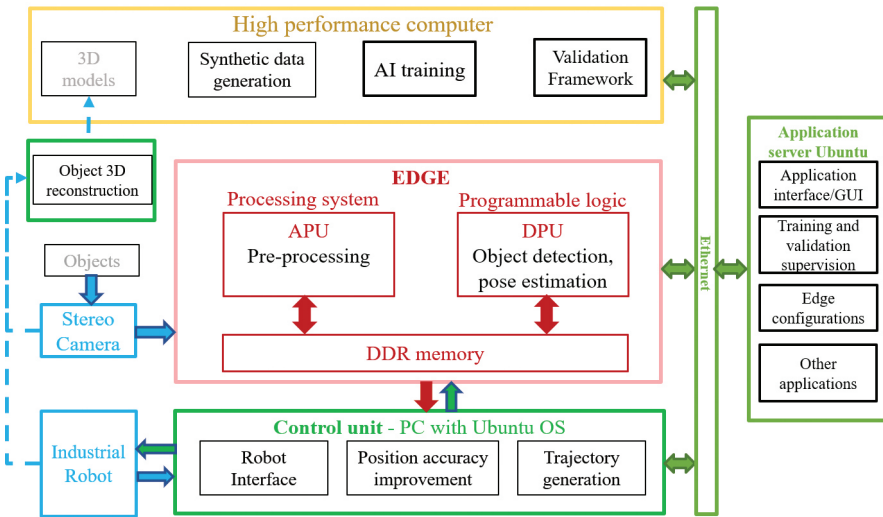 High performance computer
3D
models
Synthetic data
generation
AI training
Validation
Framework
Object 3D
reconstruction
Objects
Stereo
Camera
Industrial
Robot
EDGE
Processing system
Programmable logic
APU
Pre-processing
DPU
Object detection,
pose estimation
DDR memory
Control unit - PC with Ubuntu OS
Robot
Interface
Position accuracy
improvement
Trajectory
generation
Ethernet
Application
server Ubuntu
Application
interface/GUI
Training and
validation
supervision
Edge
configurations
Other
applications